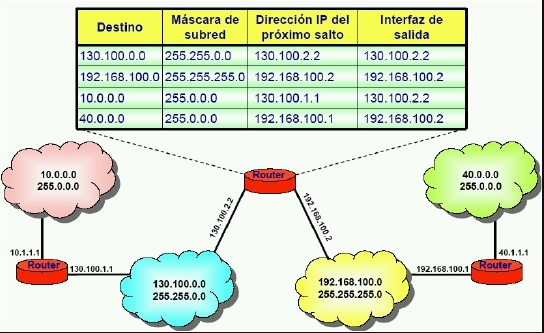 Destino
Máscara de subred
Dirección IP del próximo salto
Interfaz de salida
130.100.0.0 255.255.0.0 130.100.2.2 130.100.2.2
192.168.100.0 255.255.255.0 192.168.100.2 192.168.100.2
10.0.0.0 255.0.0.0 130.100.1.1 130.100.2.2
40.0.0.0 255.0.0.0 192.168.100.1 192.168.100.2
Router
10.0.0.0
255.0.0.0
40.0.0.0
255.0.0.0
130.100.2.2
192.168.100.2
10.1.1.1
Router
130.100.1.1
130.100.0.0
255.255.0.0
192.168.100.0
255.255.255.0
192.168.100.1
40.1.1.1
Router